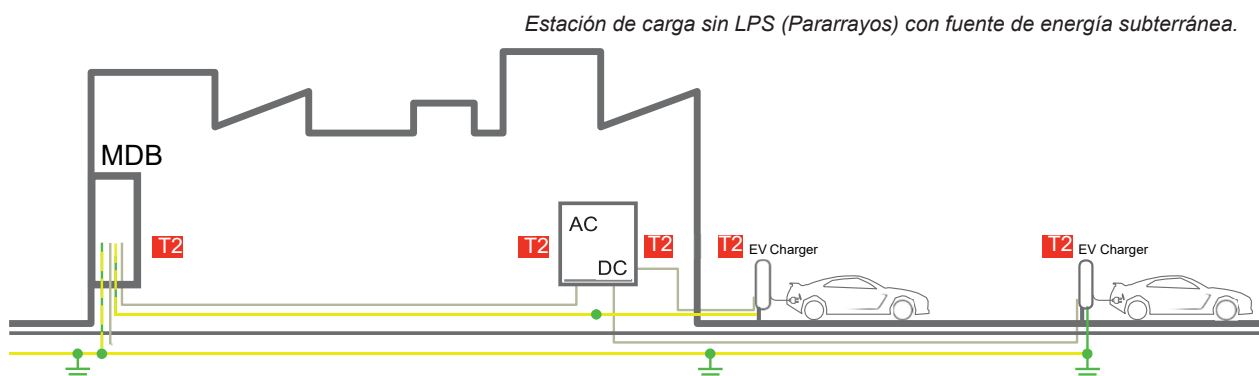 Estación de carga sin LPS (Pararrayos) con fuente de energía subterránea.
MDB
T2
T2
AC
DC
T2
T2
EV Charger
T2
EV Charger